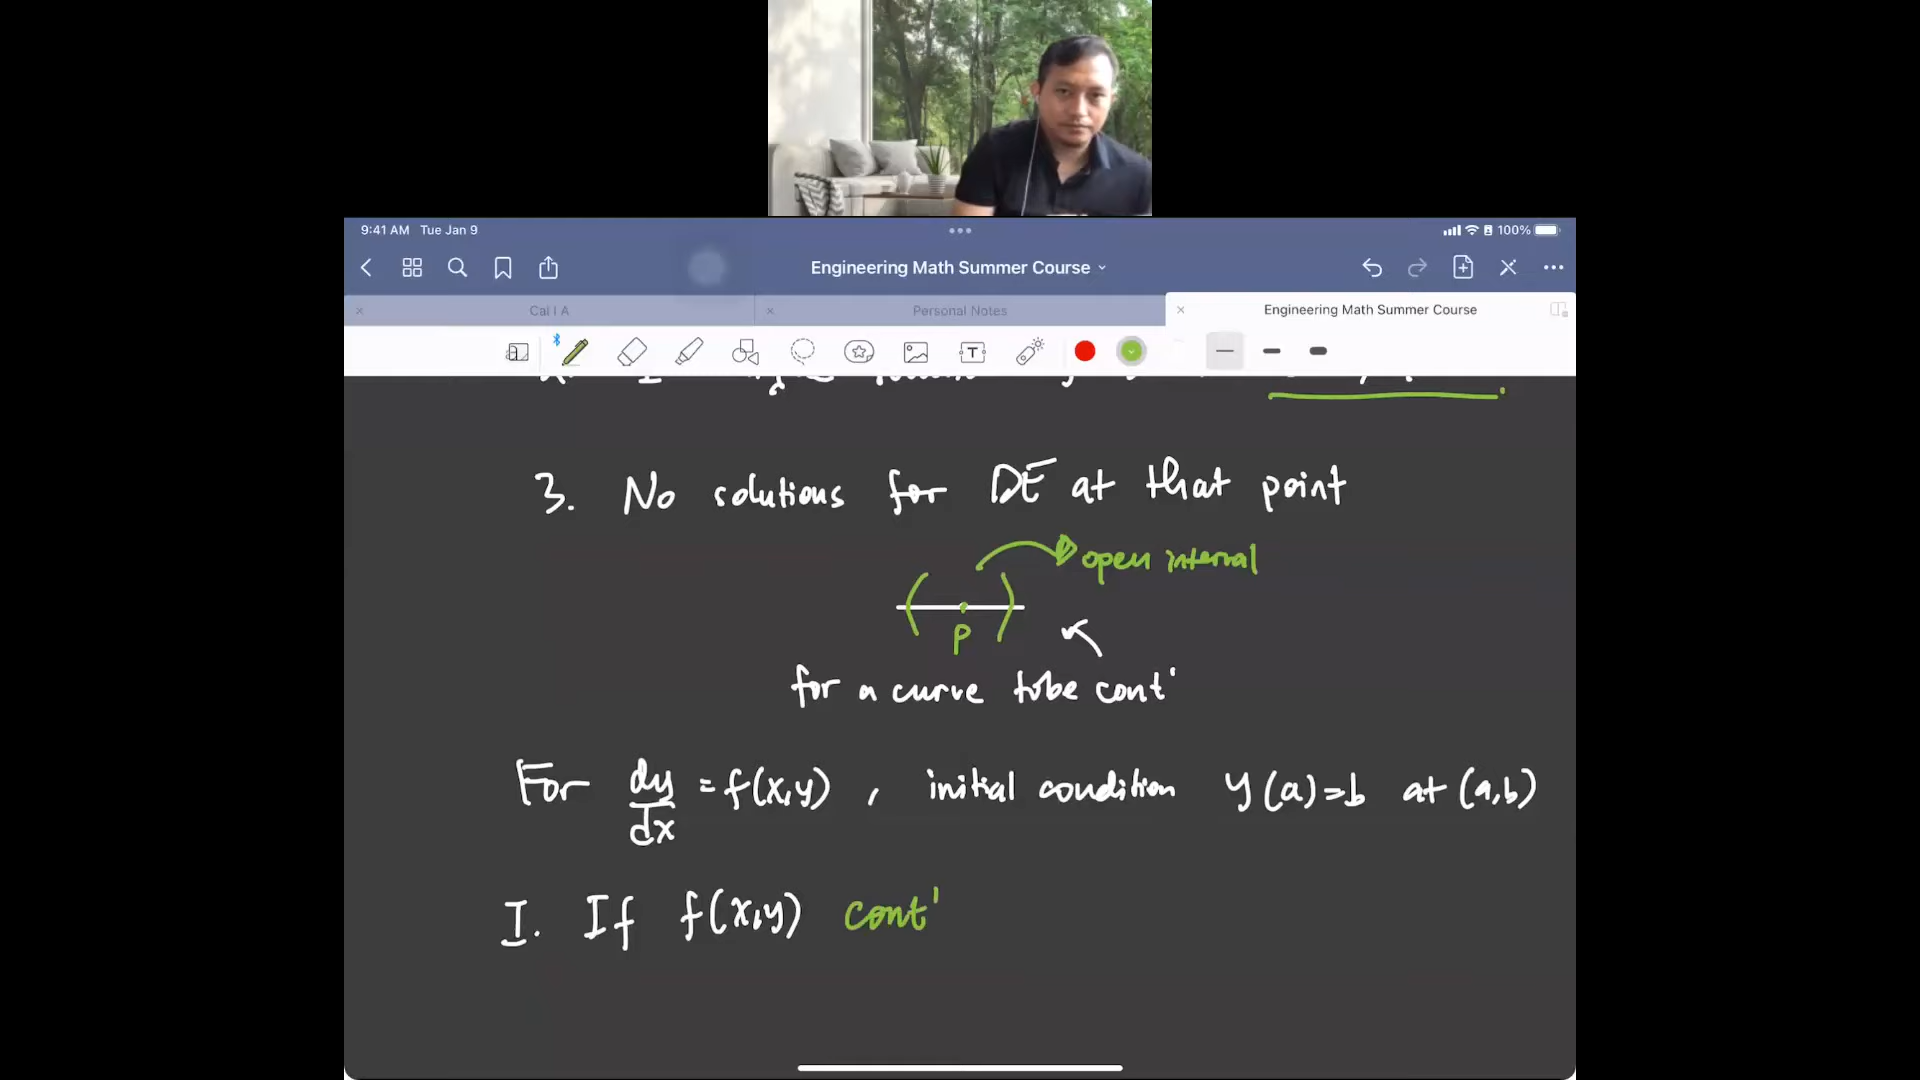 9:41 AM Tue Jan 9
100%
Engineering Math Summer Course
Cal I A
Personal Notes
Engineering Math Summer Course
3. No solutions for DE at that point
open interval
P
for a curve to be cont'
For dy/dx = f(x,y), initial condition y(a)=b at (a,b)
I. If f(x,y) cont'